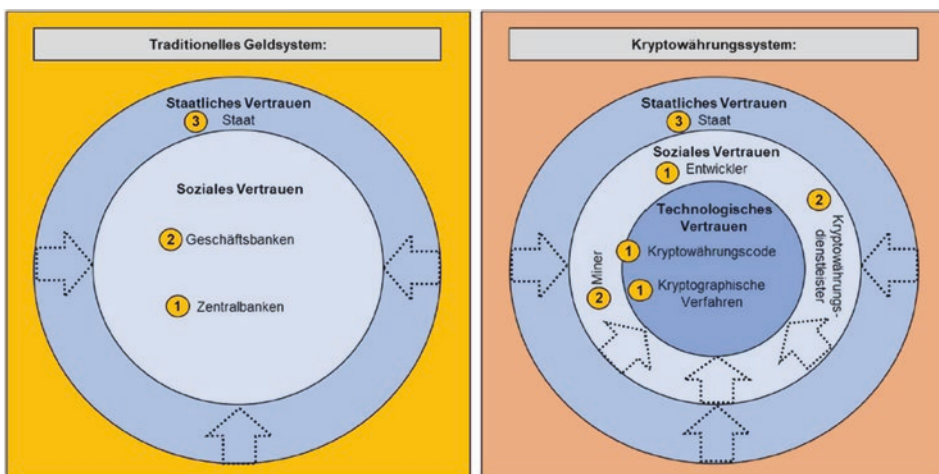 Traditionelles Geldsystem:
Staatliches Vertrauen
3 Staat
Soziales Vertrauen
2 Geschäftsbanken
1 Zentralbanken
Kryptowährungssystem:
Staatliches Vertrauen
3 Staat
Soziales Vertrauen
1 Entwickler
2 Kryptowährungs-
dienstleister
Technologisches
Vertrauen
1 Kryptowährungscode
1 Kryptographische
Verfahren
2 Miner